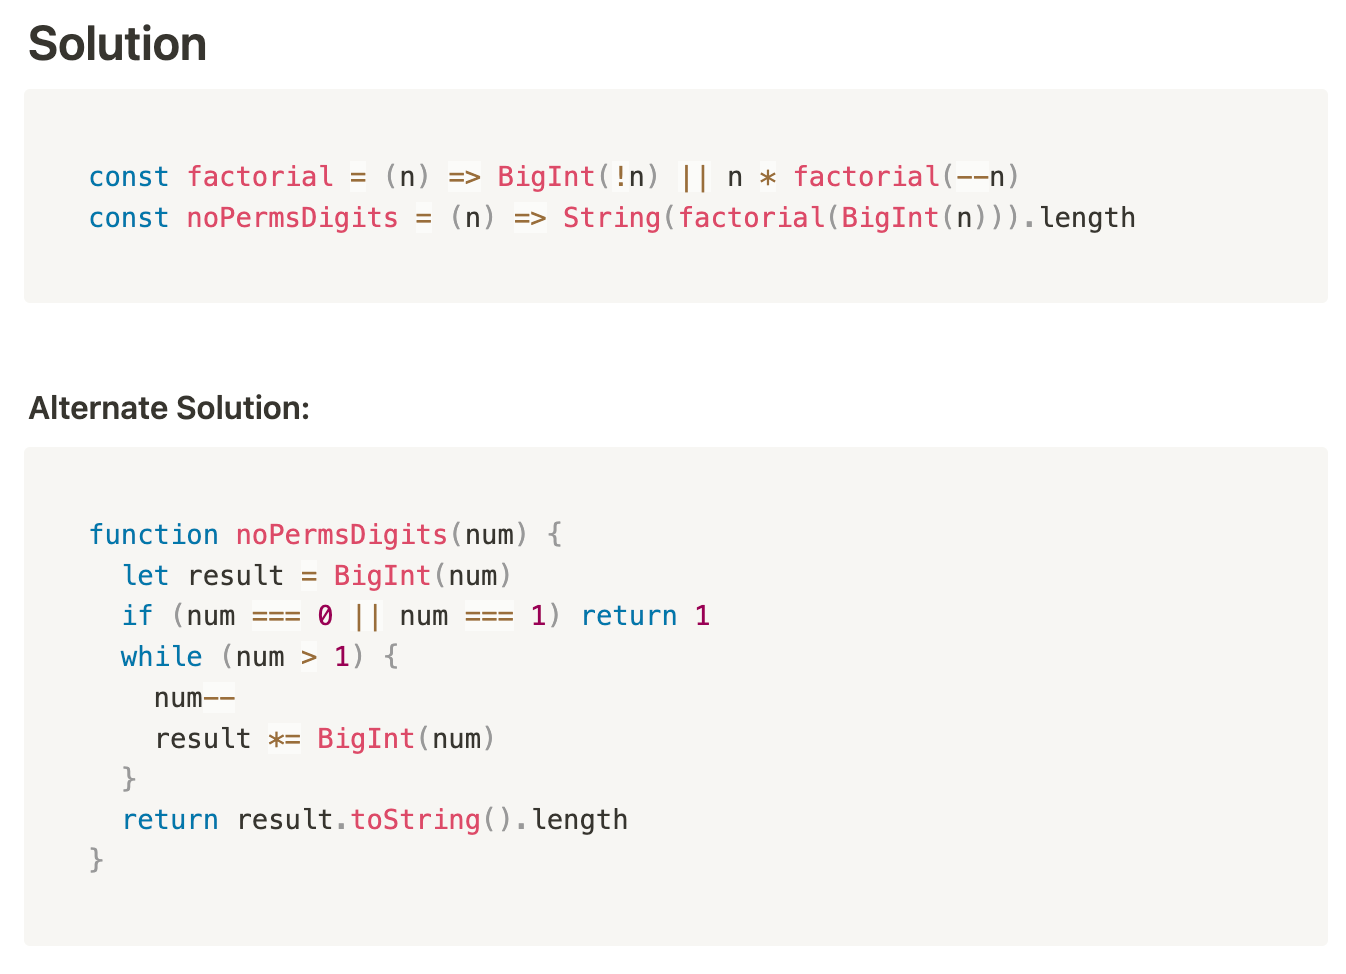 Solution
const factorial = (n) => BigInt(!n) || n * factorial(--n)
const noPermsDigits = (n) => String(factorial(BigInt(n))).length
Alternate Solution:
function noPermsDigits(num) {
  let result = BigInt(num)
  if (num === 0 || num === 1) return 1
  while (num > 1) {
    num--
    result *= BigInt(num)
  }
  return result.toString().length
}